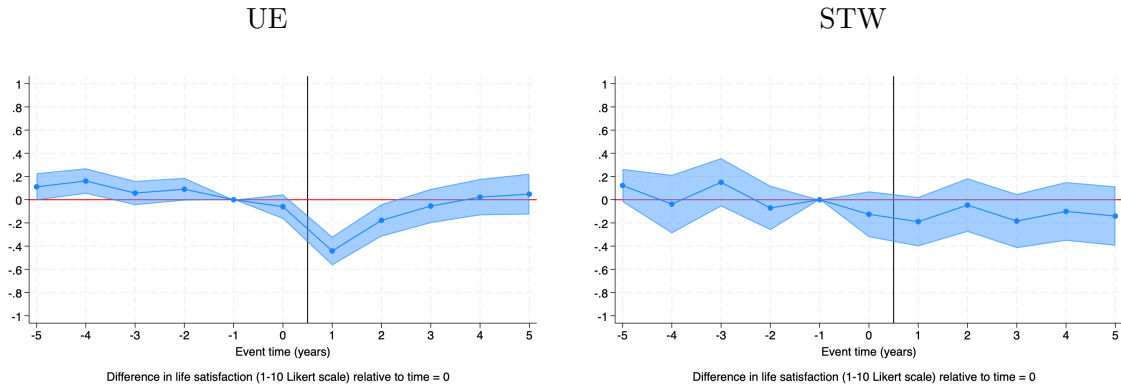 UE
1
.8
.6
.4
.2
0
-.2
-.4
-.6
-.8
-1
-5 -4 -3 -2 -1 0 1 2 3 4 5
Event time (years)
Difference in life satisfaction (1-10 Likert scale) relative to time = 0
STW
1
.8
.6
.4
.2
0
-.2
-.4
-.6
-.8
-1
-5 -4 -3 -2 -1 0 1 2 3 4 5
Event time (years)
Difference in life satisfaction (1-10 Likert scale) relative to time = 0